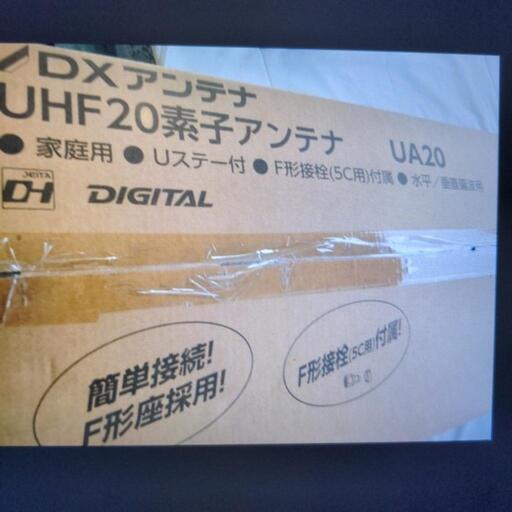 DXアンテナ
UHF20素子アンテナ UA20
● 家庭用 ● Uステー付 ● F形接栓(5C用)付属 ● 水平／垂直偏波用
JEITA
DH DIGITAL
簡単接続!
F形座採用!
F形接栓(5C用)付属!